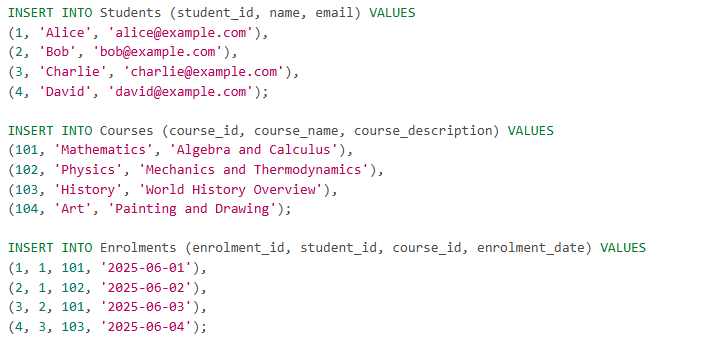 INSERT INTO Students (student_id, name, email) VALUES
(1, 'Alice', 'alice@example.com'),
(2, 'Bob', 'bob@example.com'),
(3, 'Charlie', 'charlie@example.com'),
(4, 'David', 'david@example.com');

INSERT INTO Courses (course_id, course_name, course_description) VALUES
(101, 'Mathematics', 'Algebra and Calculus'),
(102, 'Physics', 'Mechanics and Thermodynamics'),
(103, 'History', 'World History Overview'),
(104, 'Art', 'Painting and Drawing');

INSERT INTO Enrolments (enrolment_id, student_id, course_id, enrolment_date) VALUES
(1, 1, 101, '2025-06-01'),
(2, 1, 102, '2025-06-02'),
(3, 2, 101, '2025-06-03'),
(4, 3, 103, '2025-06-04');